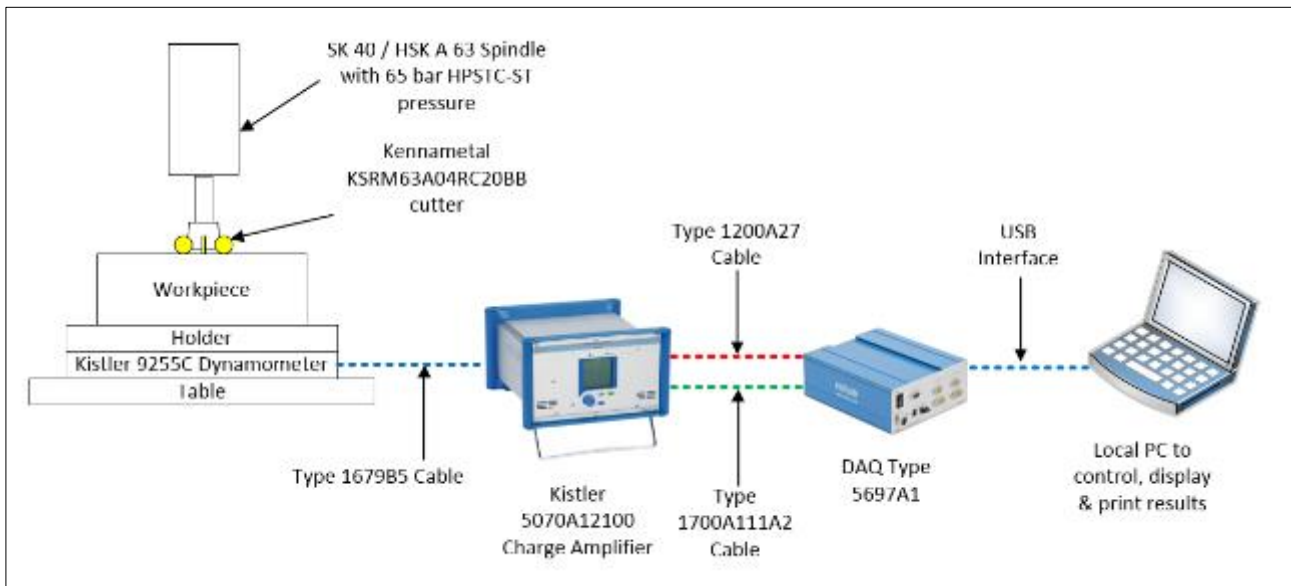 SK 40 / HSK A 63 Spindle
with 65 bar HPSTC-ST
pressure
Kennametal
KSRM63A04RC20BB
cutter
Workpiece
Holder
Kistler 9255C Dynamometer
Table
Type 1679B5 Cable
Kistler
5070A12100
Charge Amplifier
Type 1200A27
Cable
Type
1700A111A2
Cable
DAQ Type
5697A1
USB
Interface
Local PC to
control, display
& print results